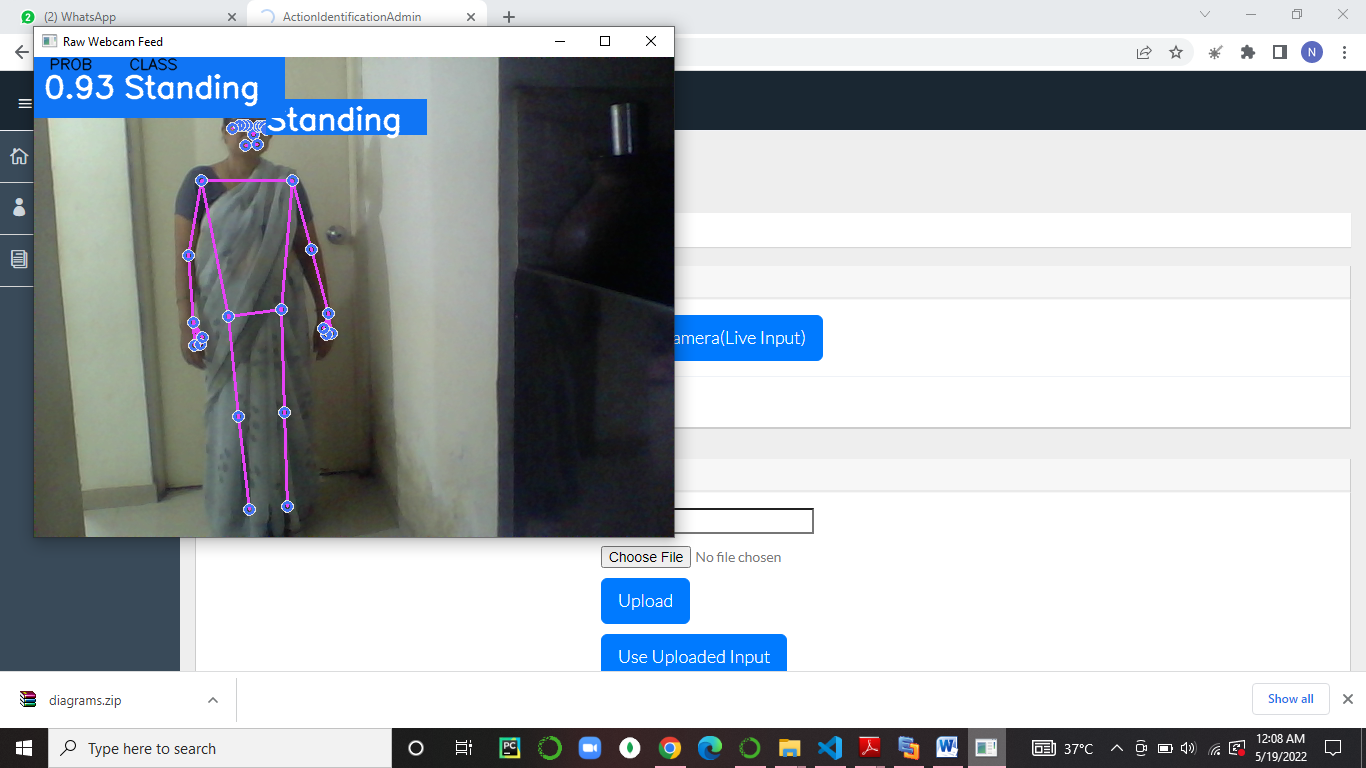 (2) WhatsApp
ActionIdentificationAdmin
Raw Webcam Feed
PROB CLASS
0.93 Standing
Standing
N
amera(Live Input)
Choose File No file chosen
Upload
Use Uploaded Input
diagrams.zip
Show all
Type here to search
PC
37°C
12:08 AM
5/19/2022